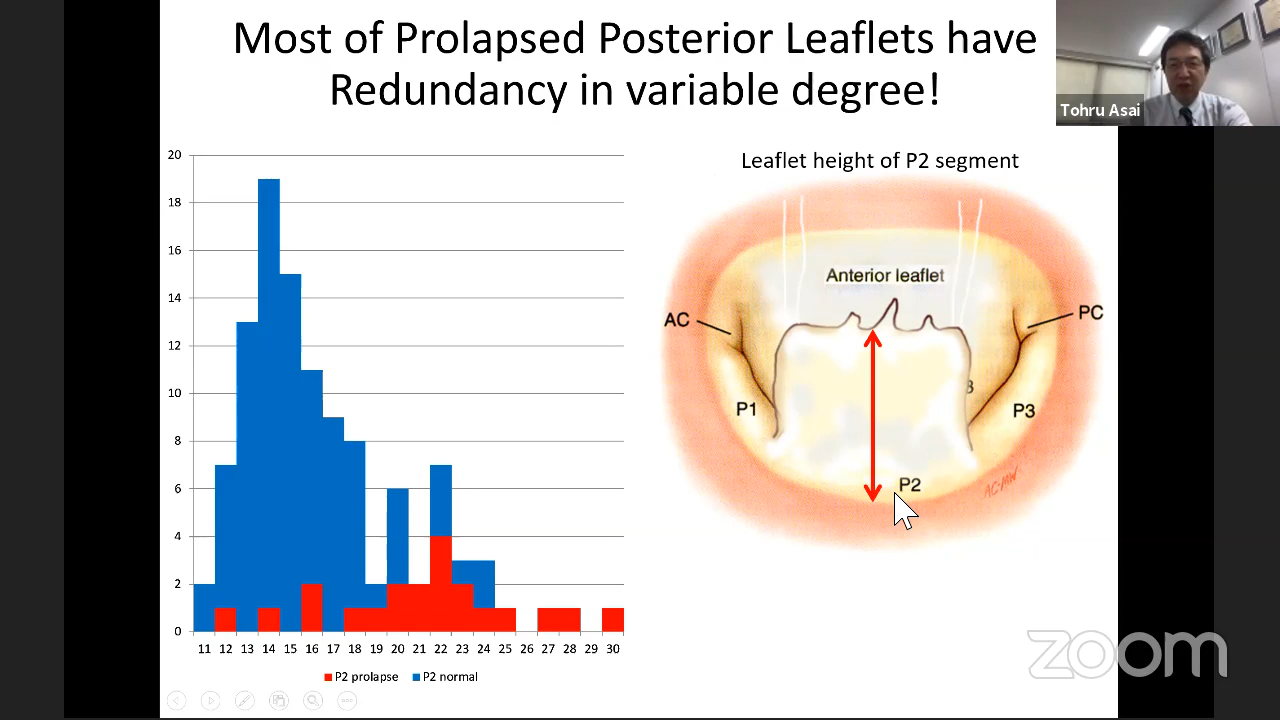 Most of Prolapsed Posterior Leaflets have
Redundancy in variable degree!
Tohru Asai
Leaflet height of P2 segment
20
18
16
14
12
10
8
6
4
2
0
11 12 13 14 15 16 17 18 19 20 21 22 23 24 25 26 27 28 29 30
P2 prolapse P2 normal
Anterior leaflet
AC
PC
P1
P3
P2
AC-MW
zoom